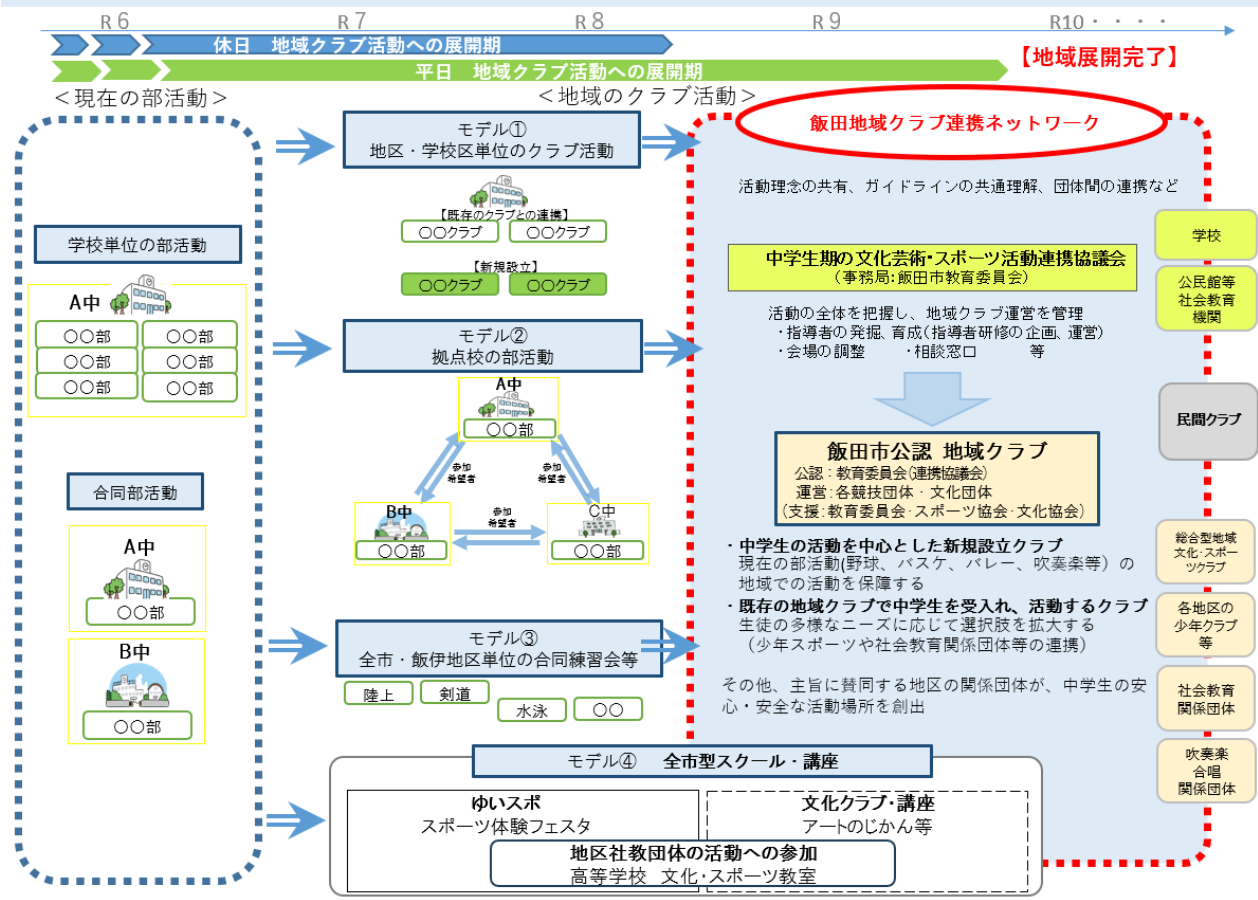 R6
R7
R8
R9
R10・・・・
休日　地域クラブ活動への展開期
平日　地域クラブ活動への展開期
【地域展開完了】
＜現在の部活動＞
＜地域のクラブ活動＞
学校単位の部活動
A中
〇〇部
〇〇部
〇〇部
〇〇部
〇〇部
〇〇部
合同部活動
A中
〇〇部
B中
〇〇部
モデル①
地区・学校区単位のクラブ活動
【既存のクラブとの連携】
〇〇クラブ
〇〇クラブ
【新規設立】
〇〇クラブ
〇〇クラブ
モデル②
拠点校の部活動
A中
〇〇部
参加
希望者
参加
希望者
B中
〇〇部
参加
希望者
C中
〇〇部
モデル③
全市・飯伊地区単位の合同練習会等
陸上
剣道
水泳
〇〇
モデル④　全市型スクール・講座
ゆいスポ
スポーツ体験フェスタ
文化クラブ・講座
アートのじかん等
地区社教団体の活動への参加
高等学校　文化・スポーツ教室
飯田地域クラブ連携ネットワーク
活動理念の共有、ガイドラインの共通理解、団体間の連携など
中学生期の文化芸術・スポーツ活動連携協議会
（事務局：飯田市教育委員会）
活動の全体を把握し、地域クラブ運営を管理
・指導者の発掘、育成（指導者研修の企画、運営）
・会場の調整　・相談窓口　等
飯田市公認 地域クラブ
公認：教育委員会（連携協議会）
運営：各競技団体・文化団体
（支援：教育委員会・スポーツ協会・文化協会）
・中学生の活動を中心とした新規設立クラブ
現在の部活動(野球、バスケ、バレー、吹奏楽等）の
地域での活動を保障する
・既存の地域クラブで中学生を受入れ、活動するクラブ
生徒の多様なニーズに応じて選択肢を拡大する
（少年スポーツや社会教育関係団体等の連携）
その他、主旨に賛同する地区の関係団体が、中学生の安
心・安全な活動場所を創出
学校
公民館等
社会教育
機関
民間クラブ
総合型地域
文化・スポー
ツクラブ
各地区の
少年クラブ
等
社会教育
関係団体
吹奏楽
合唱
関係団体